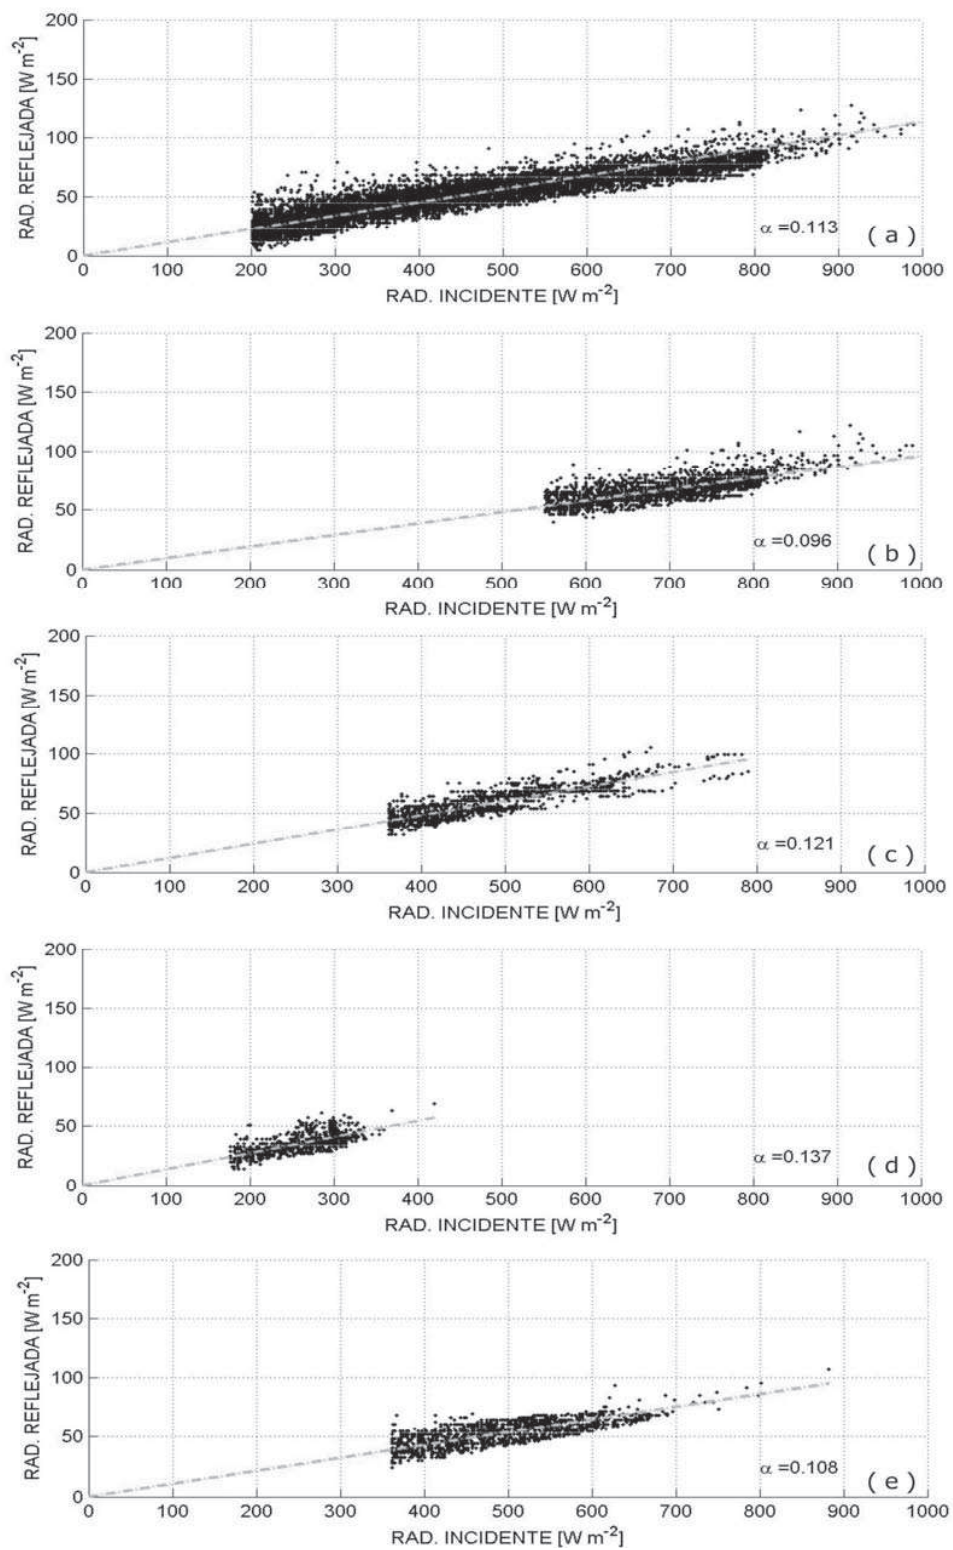 200
150
100
50
0
RAD. REFLEJADA [W m-2]
α =0.113 ( a )
0 100 200 300 400 500 600 700 800 900 1000
RAD. INCIDENTE [W m-2]
200
150
100
50
0
RAD. REFLEJADA [W m-2]
α =0.096 ( b )
0 100 200 300 400 500 600 700 800 900 1000
RAD. INCIDENTE [W m-2]
200
150
100
50
0
RAD. REFLEJADA [W m-2]
α =0.121 ( c )
0 100 200 300 400 500 600 700 800 900 1000
RAD. INCIDENTE [W m-2]
200
150
100
50
0
RAD. REFLEJADA [W m-2]
α =0.137 ( d )
0 100 200 300 400 500 600 700 800 900 1000
RAD. INCIDENTE [W m-2]
200
150
100
50
0
RAD. REFLEJADA [W m-2]
α =0.108 ( e )
0 100 200 300 400 500 600 700 800 900 1000
RAD. INCIDENTE [W m-2]